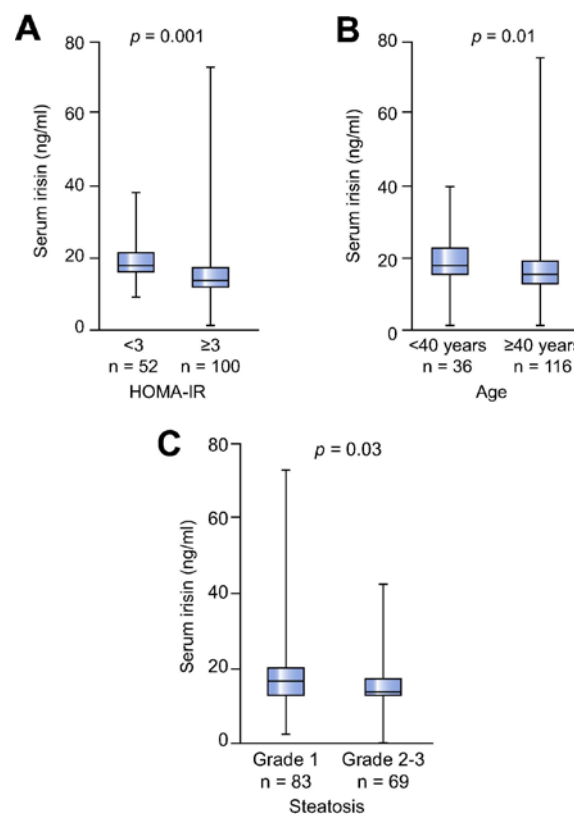 A
p = 0.001
Serum irisin (ng/ml)
80
60
40
20
0
<3
≥3
n = 52
n = 100
HOMA-IR
B
p = 0.01
Serum irisin (ng/ml)
80
60
40
20
0
<40 years
≥40 years
n = 36
n = 116
Age
C
p = 0.03
Serum irisin (ng/ml)
80
60
40
20
0
Grade 1
Grade 2-3
n = 83
n = 69
Steatosis